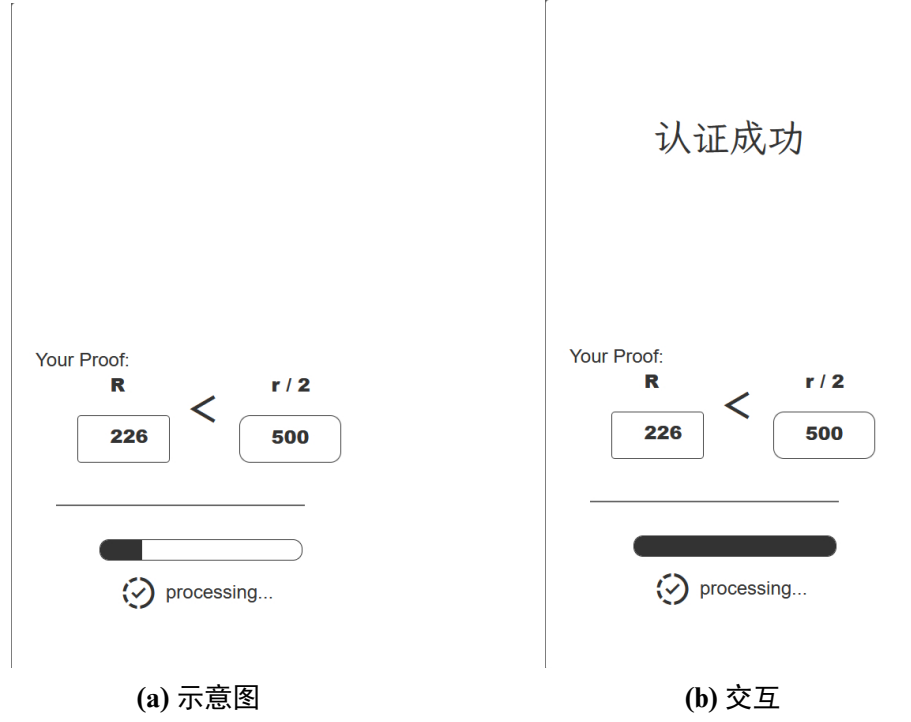 Your Proof:
R < r / 2
226 500
processing...
(a) 示意图
认证成功
Your Proof:
R < r / 2
226 500
processing...
(b) 交互